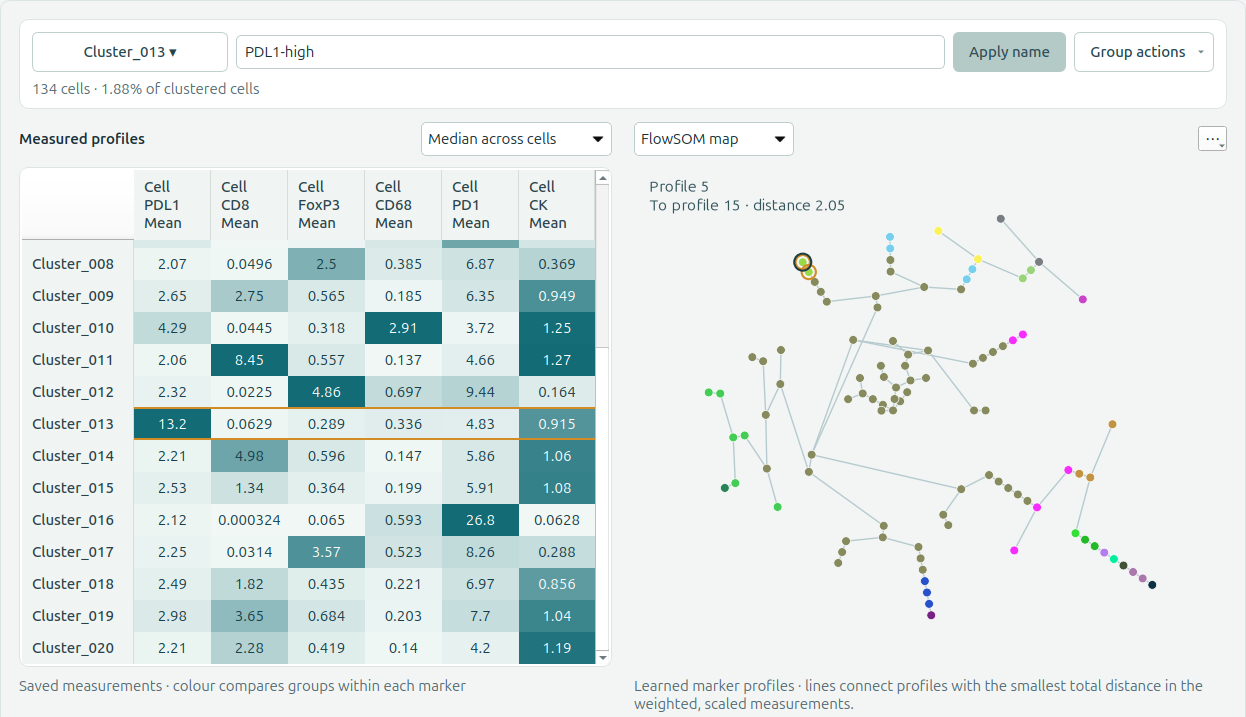 Cluster_013 ▾
PDL1-high
Apply name
Group actions
134 cells · 1.88% of clustered cells
Measured profiles
Median across cells
FlowSOM map
...
Cell PDL1 Mean
Cell CD8 Mean
Cell FoxP3 Mean
Cell CD68 Mean
Cell PD1 Mean
Cell CK Mean
Cluster_008 2.07 0.0496 2.5 0.385 6.87 0.369
Cluster_009 2.65 2.75 0.565 0.185 6.35 0.949
Cluster_010 4.29 0.0445 0.318 2.91 3.72 1.25
Cluster_011 2.06 8.45 0.557 0.137 4.66 1.27
Cluster_012 2.32 0.0225 4.86 0.697 9.44 0.164
Cluster_013 13.2 0.0629 0.289 0.336 4.83 0.915
Cluster_014 2.21 4.98 0.596 0.147 5.86 1.06
Cluster_015 2.53 1.34 0.364 0.199 5.91 1.08
Cluster_016 2.12 0.000324 0.065 0.593 26.8 0.0628
Cluster_017 2.25 0.0314 3.57 0.523 8.26 0.288
Cluster_018 2.49 1.82 0.435 0.221 6.97 0.856
Cluster_019 2.98 3.65 0.684 0.203 7.7 1.04
Cluster_020 2.21 2.28 0.419 0.14 4.2 1.19
Saved measurements · colour compares groups within each marker
Profile 5
To profile 15 · distance 2.05
Learned marker profiles · lines connect profiles with the smallest total distance in the
weighted, scaled measurements.